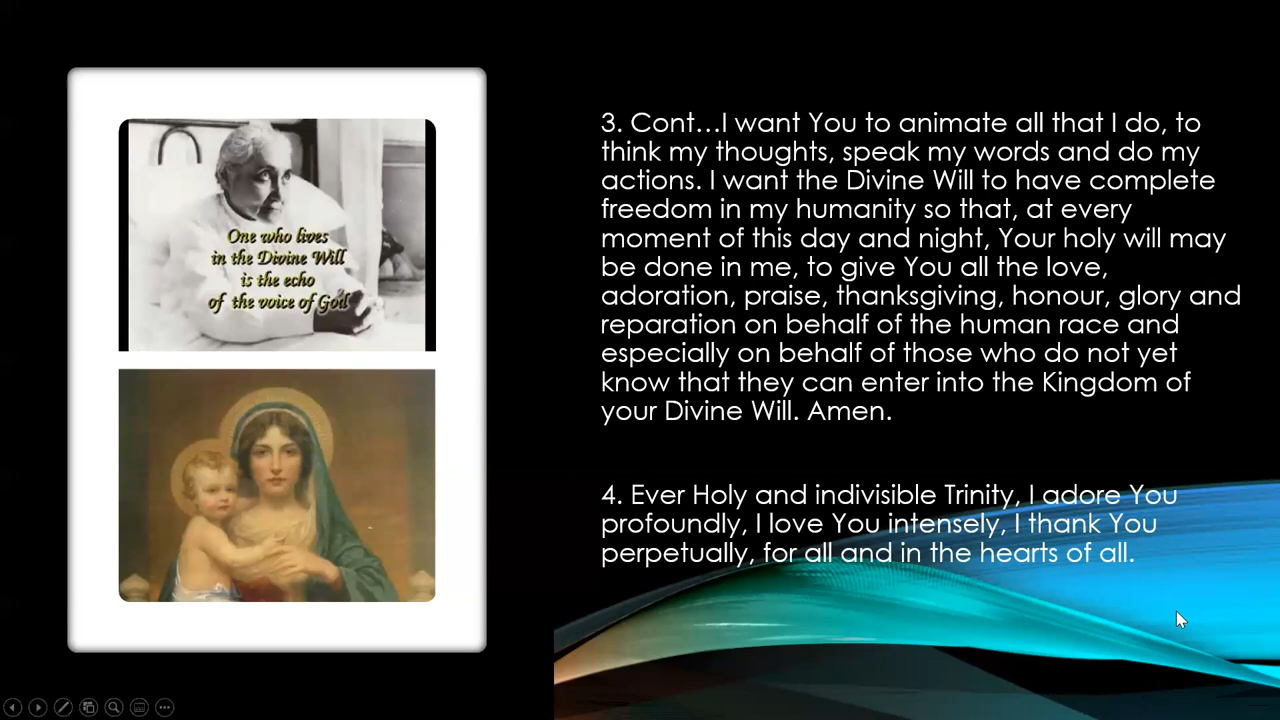 One who lives
in the Divine Will
is the echo
of the voice of God
3. Cont…I want You to animate all that I do, to
think my thoughts, speak my words and do my
actions. I want the Divine Will to have complete
freedom in my humanity so that, at every
moment of this day and night, Your holy will may
be done in me, to give You all the love,
adoration, praise, thanksgiving, honour, glory and
reparation on behalf of the human race and
especially on behalf of those who do not yet
know that they can enter into the Kingdom of
your Divine Will. Amen.
4. Ever Holy and indivisible Trinity, I adore You
profoundly, I love You intensely, I thank You
perpetually, for all and in the hearts of all.